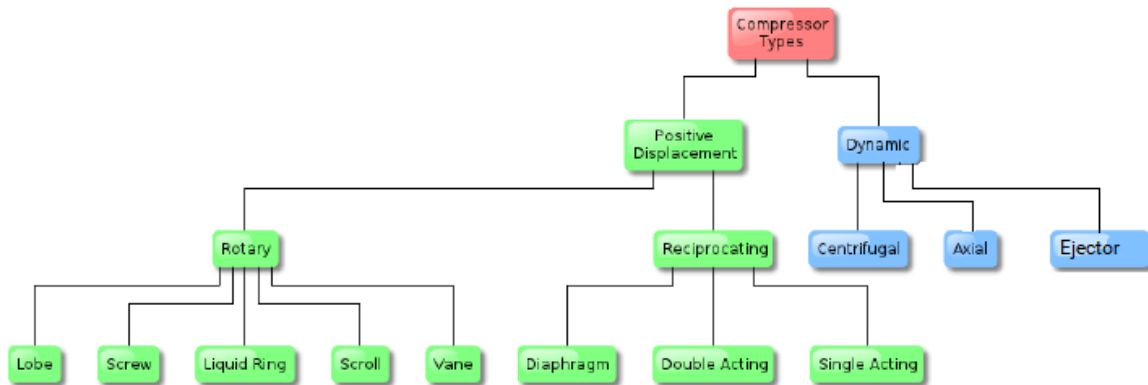 Compressor
Types
Positive
Displacement
Dynamic
Rotary
Reciprocating
Centrifugal
Axial
Ejector
Lobe
Screw
Liquid Ring
Scroll
Vane
Diaphragm
Double Acting
Single Acting